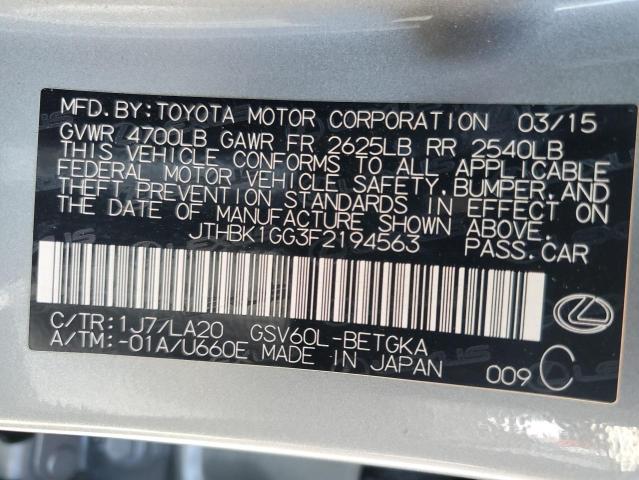 MFD. BY: TOYOTA MOTOR CORPORATION 03/15
GVWR 4700LB GAWR FR 2625LB RR 2540LB
THIS VEHICLE CONFORMS TO ALL APPLICABLE
FEDERAL MOTOR VEHICLE SAFETY, BUMPER, AND
THEFT PREVENTION STANDARDS IN EFFECT ON
THE DATE OF MANUFACTURE SHOWN ABOVE.
JTHBK1GG3F2194563 PASS. CAR
C/TR: 1J7/LA20 GSV60L-BETGKA
A/TM: -01A/U660E MADE IN JAPAN
009 C